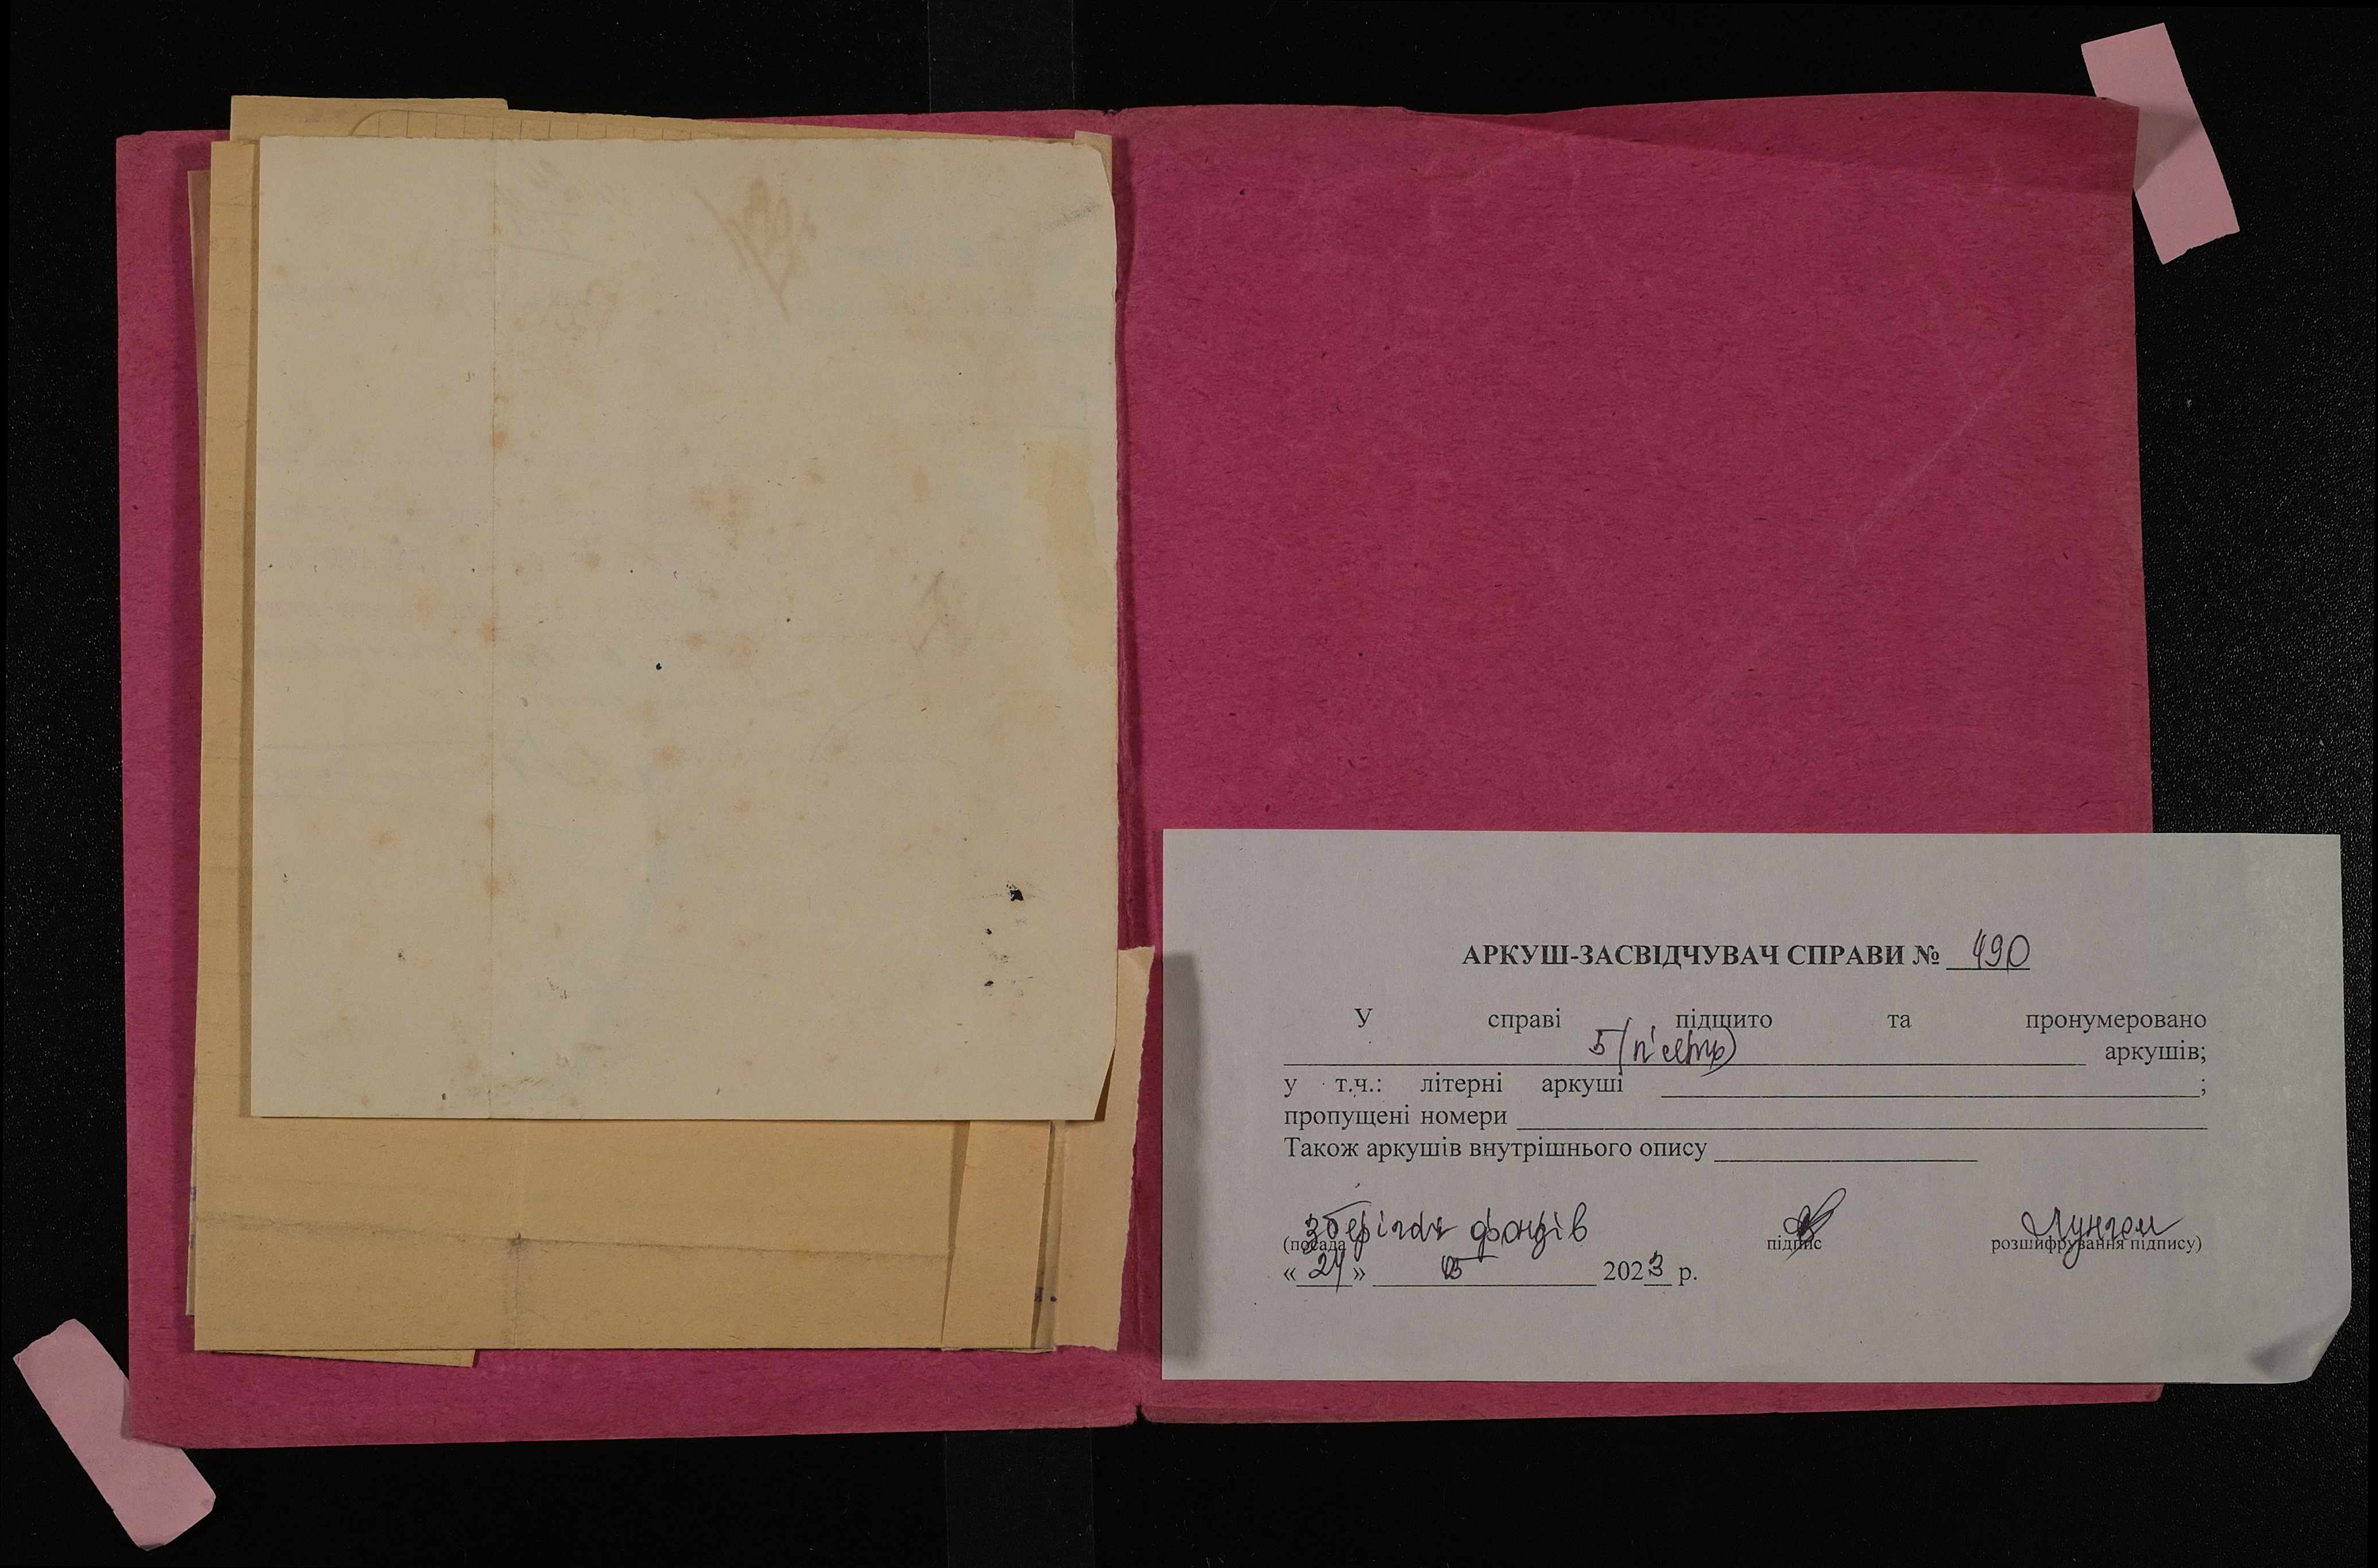 АРКУШ-ЗАСВІДЧУВАЧ СПРАВИ № 490
У справі підшито та пронумеровано
5 (п'ять) аркушів;
у т.ч.: літерні аркуші ;
пропущені номери
Також аркушів внутрішнього опису
зберігач фондів
(посада підпис розшифрування підпису)
«24» 05 2023 р.